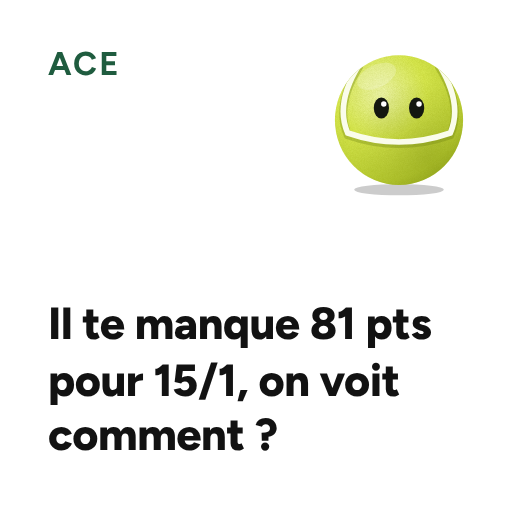 ACE
Il te manque 81 pts
pour 15/1, on voit
comment ?